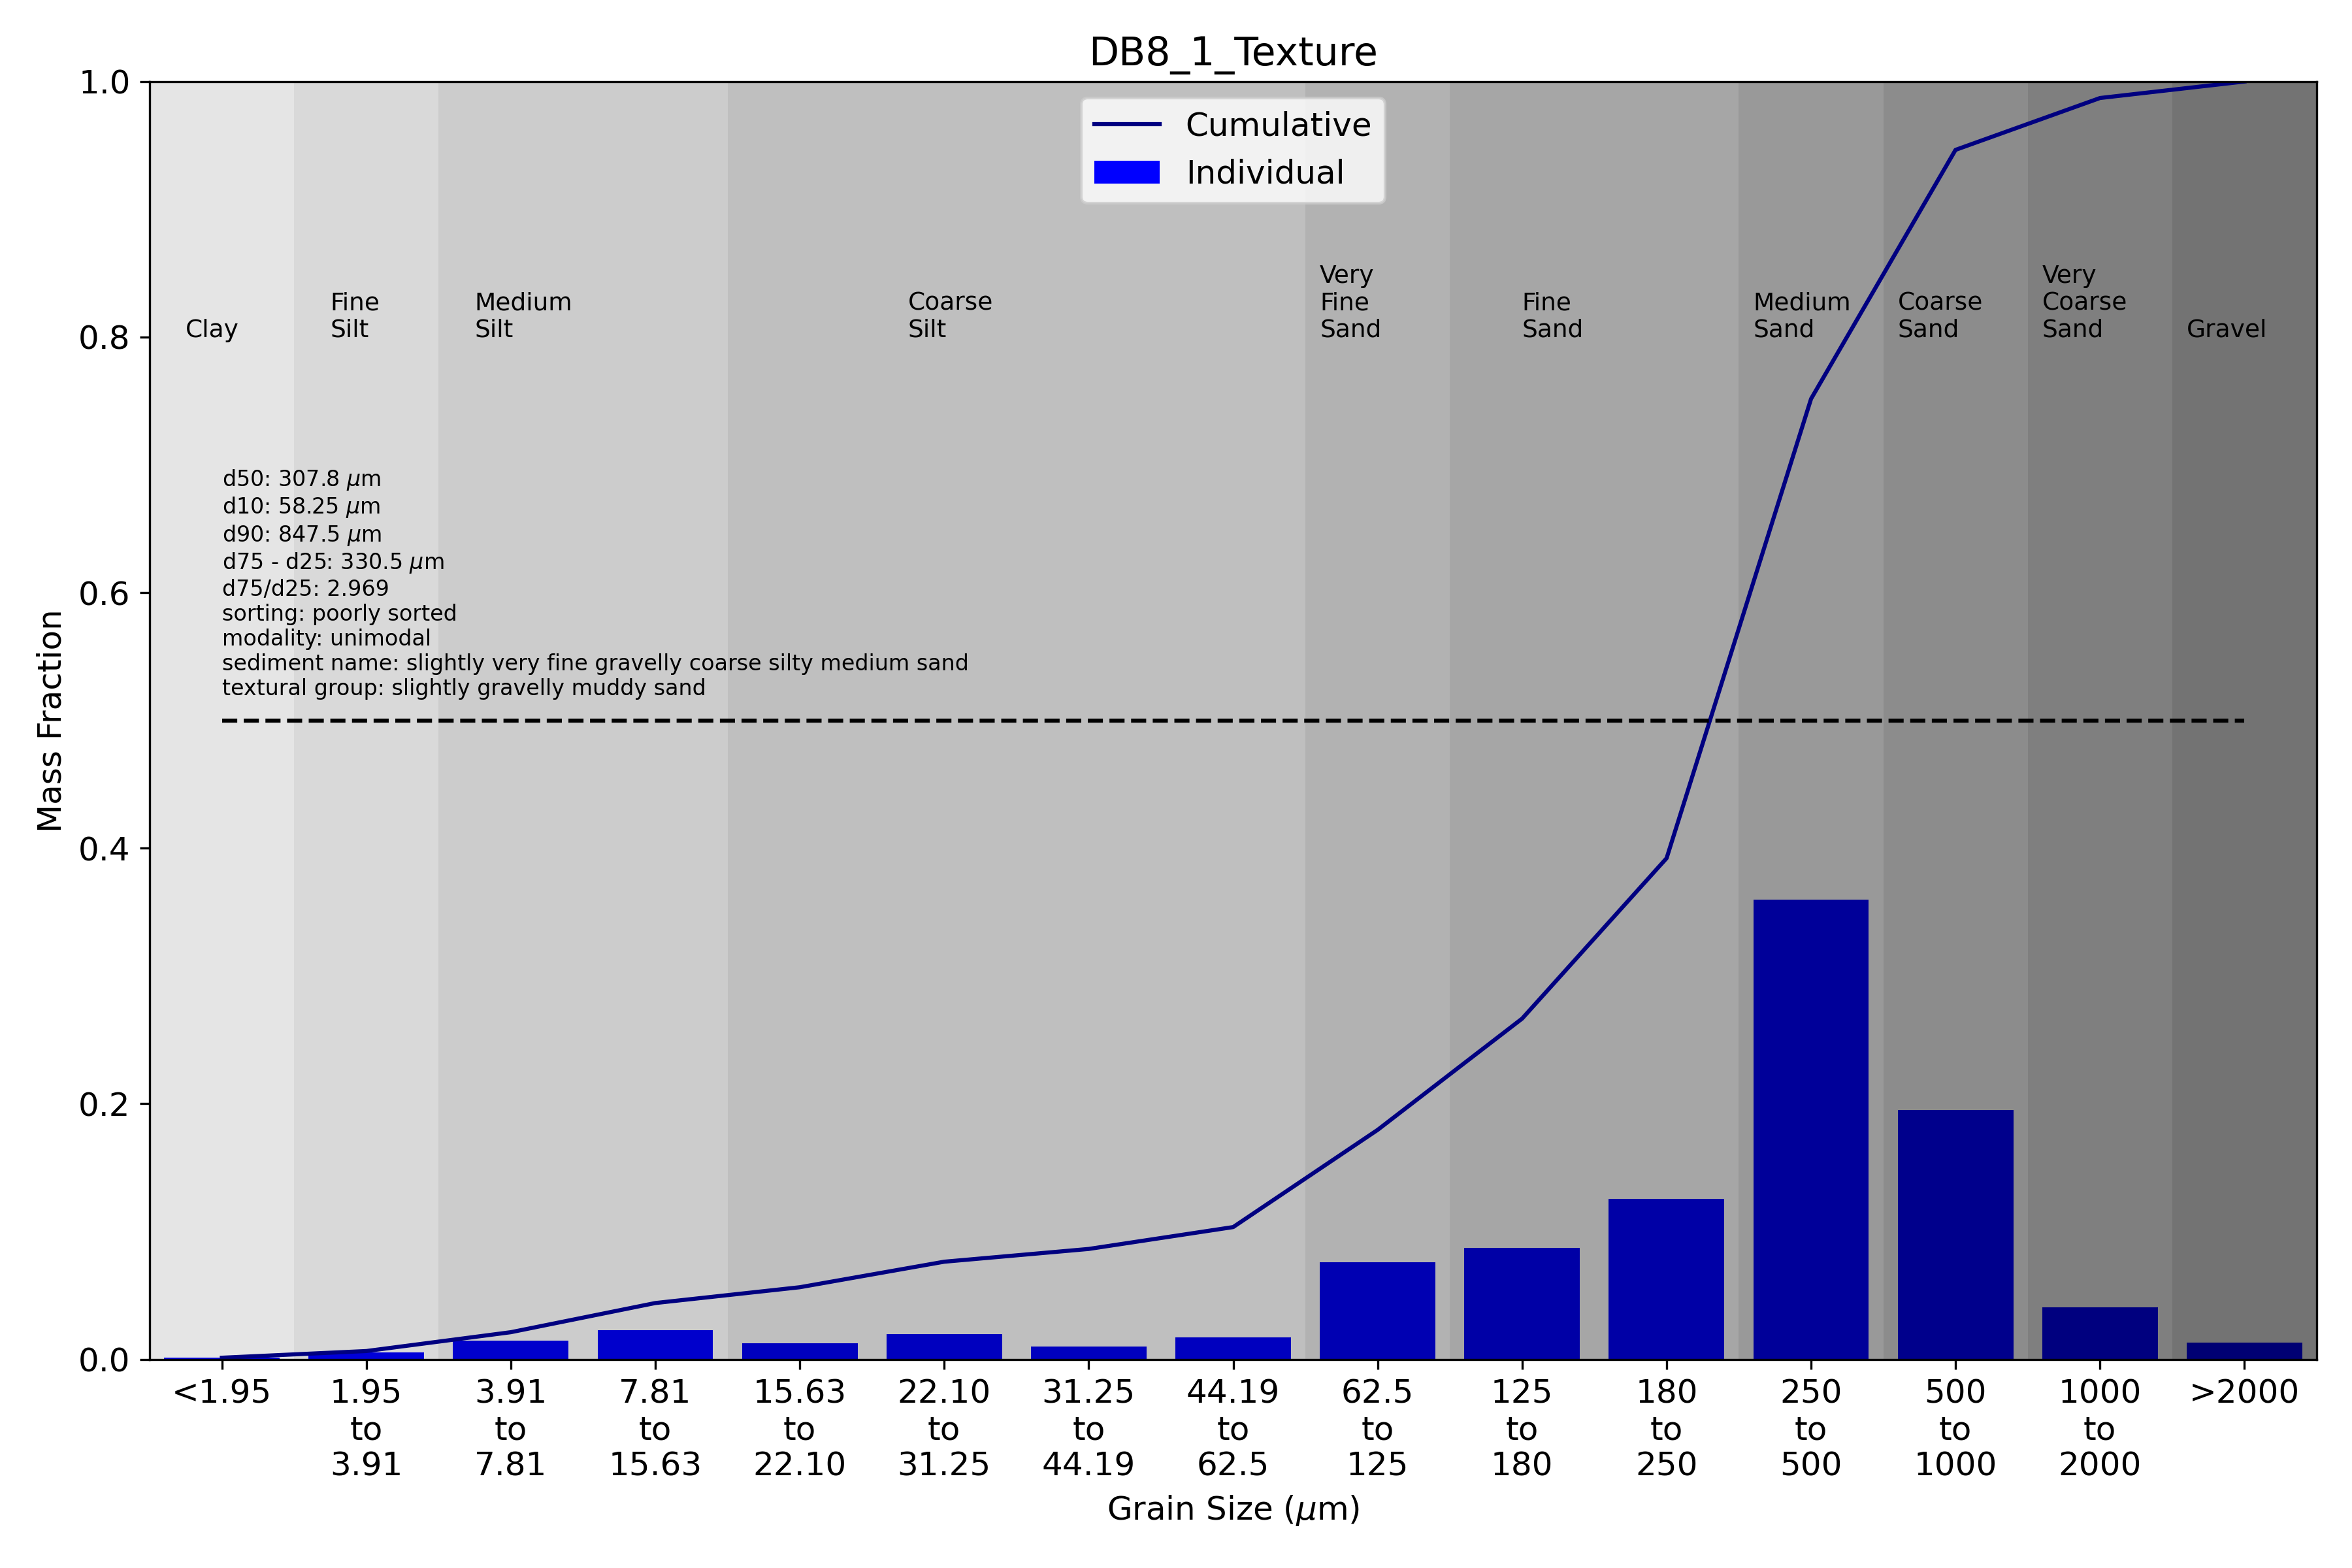 DB8_1_Texture
1.0
0.8
0.6
0.4
0.2
0.0
Mass Fraction
Cumulative
Individual
Clay
Fine
Silt
Medium
Silt
Coarse
Silt
Very
Fine
Sand
Fine
Sand
Medium
Sand
Coarse
Sand
Very
Coarse
Sand
Gravel
d50: 307.8 μm
d10: 58.25 μm
d90: 847.5 μm
d75 - d25: 330.5 μm
d75/d25: 2.969
sorting: poorly sorted
modality: unimodal
sediment name: slightly very fine gravelly coarse silty medium sand
textural group: slightly gravelly muddy sand
<1.95
1.95
to
3.91
3.91
to
7.81
7.81
to
15.63
15.63
to
22.10
22.10
to
31.25
31.25
to
44.19
44.19
to
62.5
62.5
to
125
125
to
180
180
to
250
250
to
500
500
to
1000
1000
to
2000
>2000
Grain Size (μm)